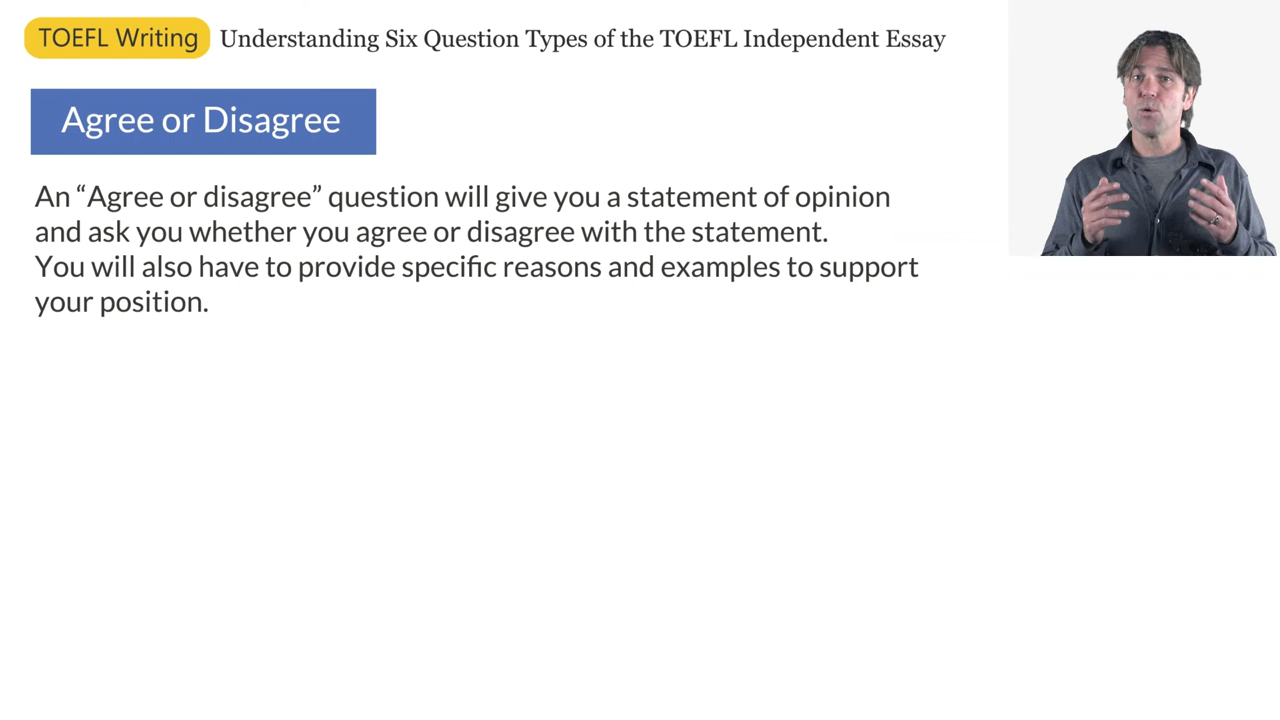 TOEFL Writing Understanding Six Question Types of the TOEFL Independent Essay
Agree or Disagree
An “Agree or disagree” question will give you a statement of opinion
and ask you whether you agree or disagree with the statement.
You will also have to provide specific reasons and examples to support
your position.